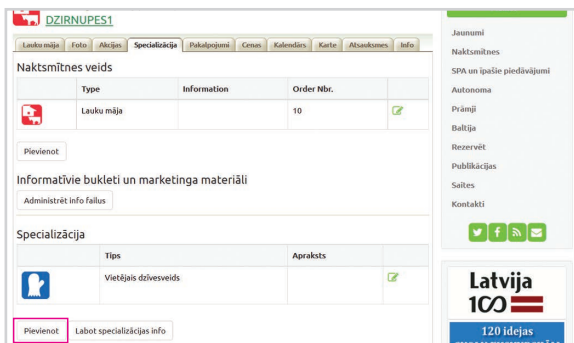 DZIRNUPES1
Lauku māja Foto Akcijas Specializācija Pakalpojumi Cenas Kalendārs Karte Atsauksmes Info
Naktsmītnes veids
Type Information Order Nbr.
Lauku māja 10
Pievienot
Informatīvie bukleti un marketinga materiāli
Administrēt info failus
Specializācija
Tips Apraksts
Vietējais dzīvesveids
Pievienot Labot specializācijas info
Jaunumi
Naktsmītnes
SPA un īpašie piedāvājumi
Autonoma
Prāmji
Baltija
Rezervēt
Publikācijas
Saites
Kontakti
Latvija
100
120 idejas